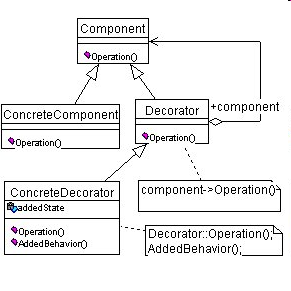 Component
Operation()
ConcreteComponent
Operation()
Decorator
Operation()
+component
component->Operation()
ConcreteDecorator
addedState
Operation()
AddedBehavior()
Decorator::Operation();
AddedBehavior();